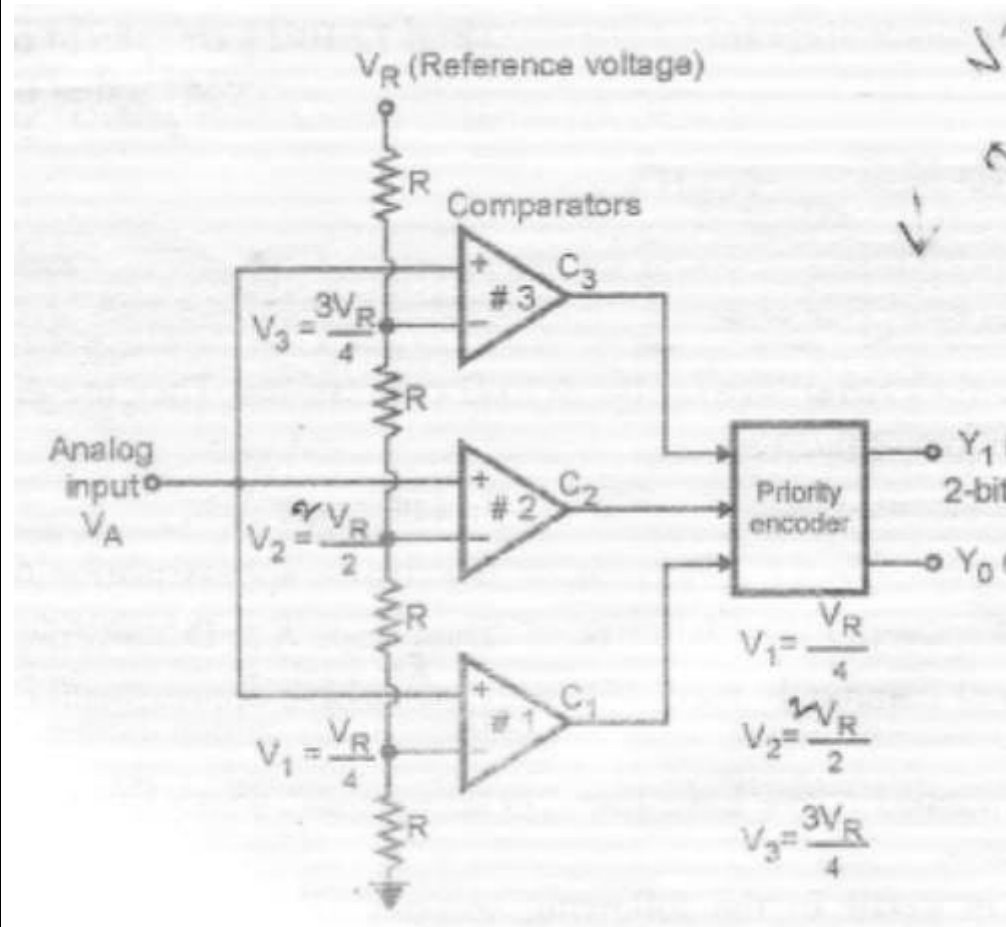 V_R (Reference voltage)
R
Comparators
+
C_3
# 3
V_3 = 3V_R/4
−
R
Analog
input
V_A
+
C_2
# 2
V_2 = V_R/2
−
Priority
encoder
Y_1
2-bit
Y_0
R
V_1 = V_R/4
+
C_1
# 1
V_1 = V_R/4
−
V_2 = V_R/2
R
V_3 = 3V_R/4